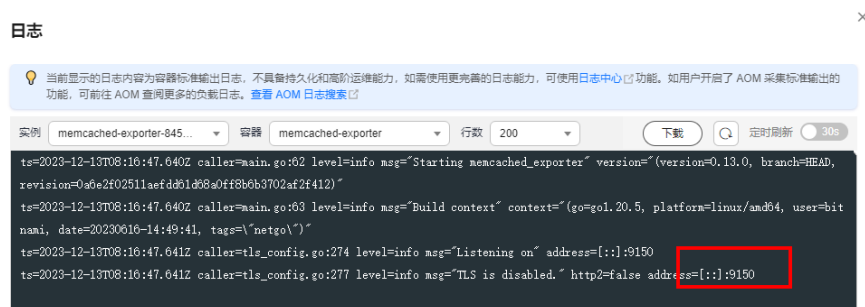 日志
当前显示的日志内容为容器标准输出日志，不具备持久化和高阶运维能力，如需使用更完善的日志能力，可使用日志中心功能。如用户开启了 AOM 采集标准输出的
功能，可前往 AOM 查阅更多的负载日志。查看 AOM 日志搜索
实例 memcached-exporter-845... 容器 memcached-exporter 行数 200 下载 定时刷新 30s
ts=2023-12-13T08:16:47.640Z caller=main.go:62 level=info msg="Starting memcached_exporter" version="(version=0.13.0, branch=HEAD,
revision=0a6e2f02511aefdd61d68a0ff8b6b3702af2f412)"
ts=2023-12-13T08:16:47.640Z caller=main.go:63 level=info msg="Build context" context="(go=go1.20.5, platform=linux/amd64, user=bit
nami, date=20230616-14:49:41, tags=\"netgo\")"
ts=2023-12-13T08:16:47.641Z caller=tls_config.go:274 level=info msg="Listening on" address=[::]:9150
ts=2023-12-13T08:16:47.641Z caller=tls_config.go:277 level=info msg="TLS is disabled." http2=false address=[::]:9150